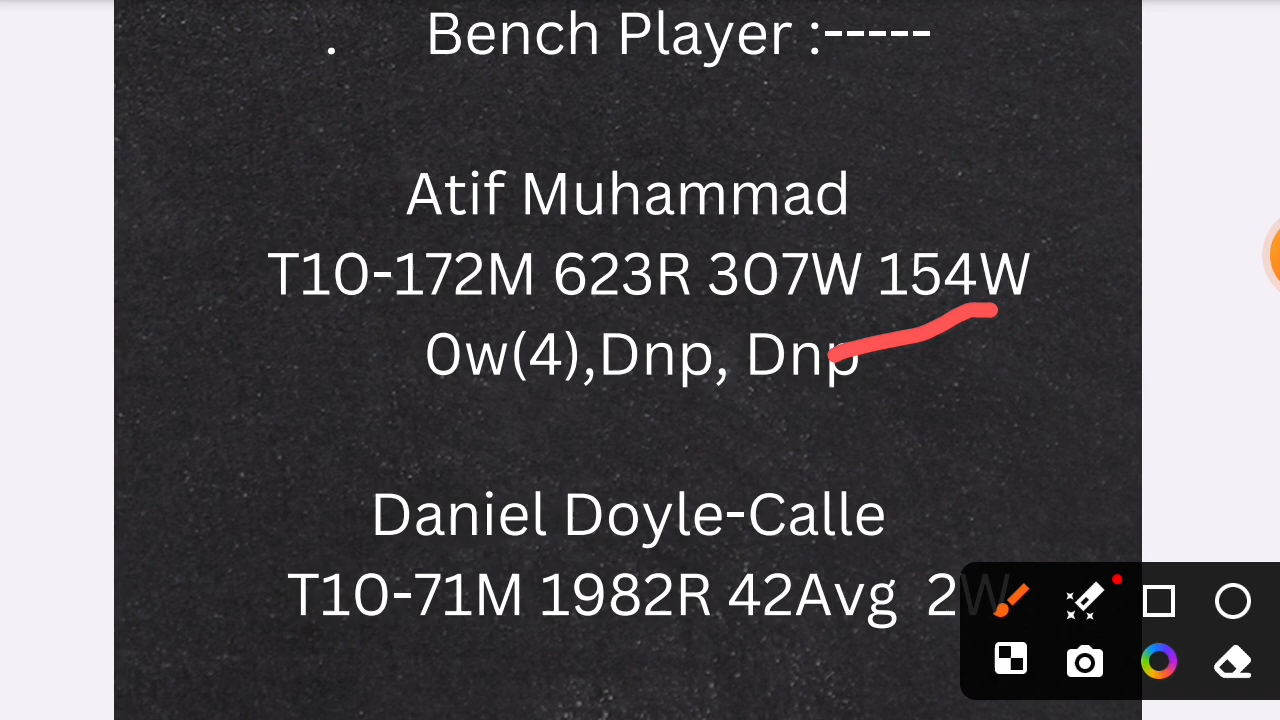 . Bench Player :-----
Atif Muhammad
T10-172M 623R 307W 154W
0w(4),Dnp, Dnp
Daniel Doyle-Calle
T10-71M 1982R 42Avg 2W